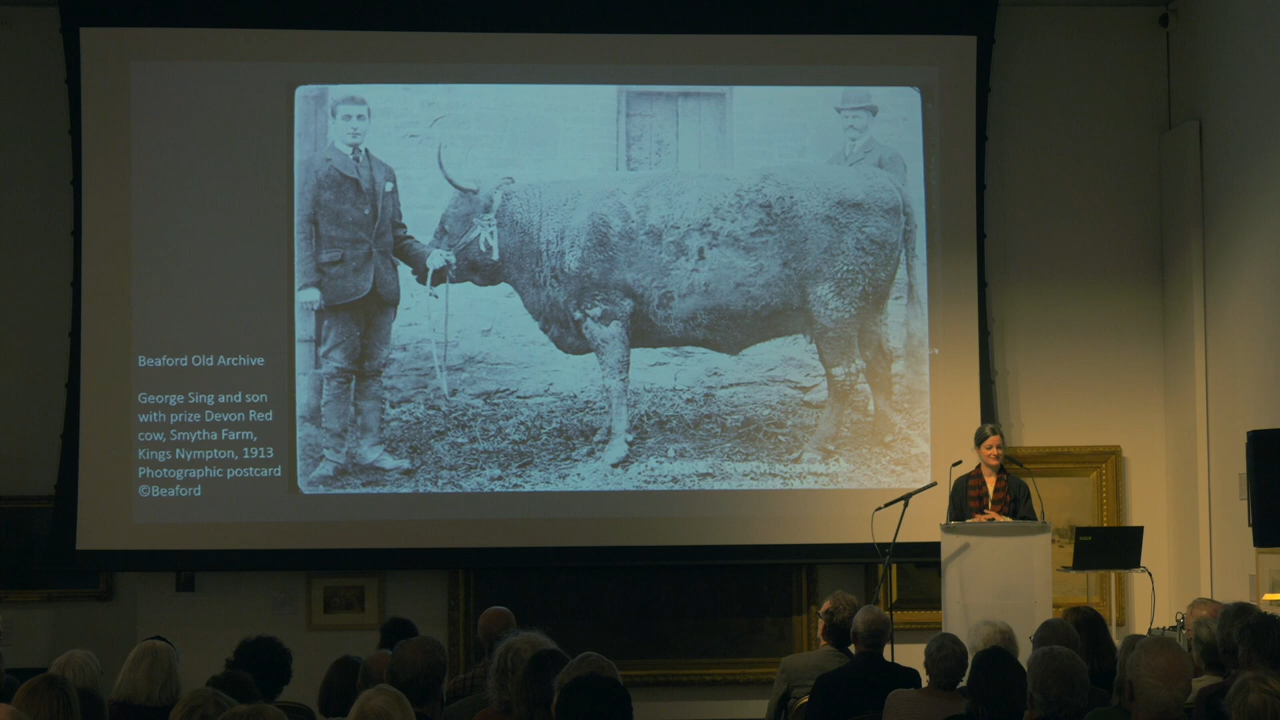 Beaford Old Archive
George Sing and son
with prize Devon Red
cow, Smytha Farm,
Kings Nympton, 1913
Photographic postcard
©Beaford